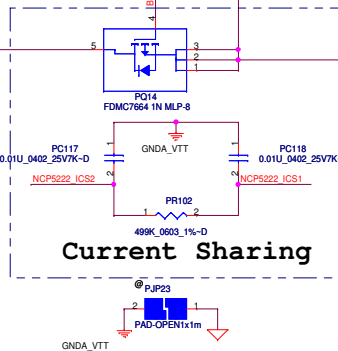 B
4
5
3
2
1
PQ14
FDMC7664 1N MLP-8
PC117
0.01U_0402_25V7K~D
1
2
GNDA_VTT
PC118
0.01U_0402_25V7K
1
2
NCP5222_ICS2
NCP5222_ICS1
PR102
1
2
499K_0603_1%~D
Current Sharing
@
PJP23
2
1
PAD-OPEN1x1m
GNDA_VTT